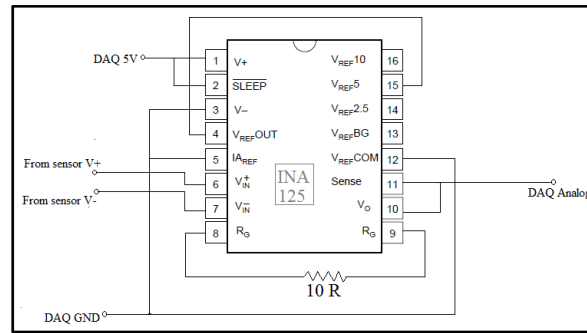 DAQ 5V
1 V+ VREF10 16
2 SLEEP VREF5 15
3 V– VREF2.5 14
4 VREFOUT VREFBG 13
From sensor V+
5 IAREF VREFCOM 12
6 V+IN INA Sense 11
DAQ Analog
From sensor V-
7 V–IN 125 VO 10
8 RG RG 9
10 R
DAQ GND